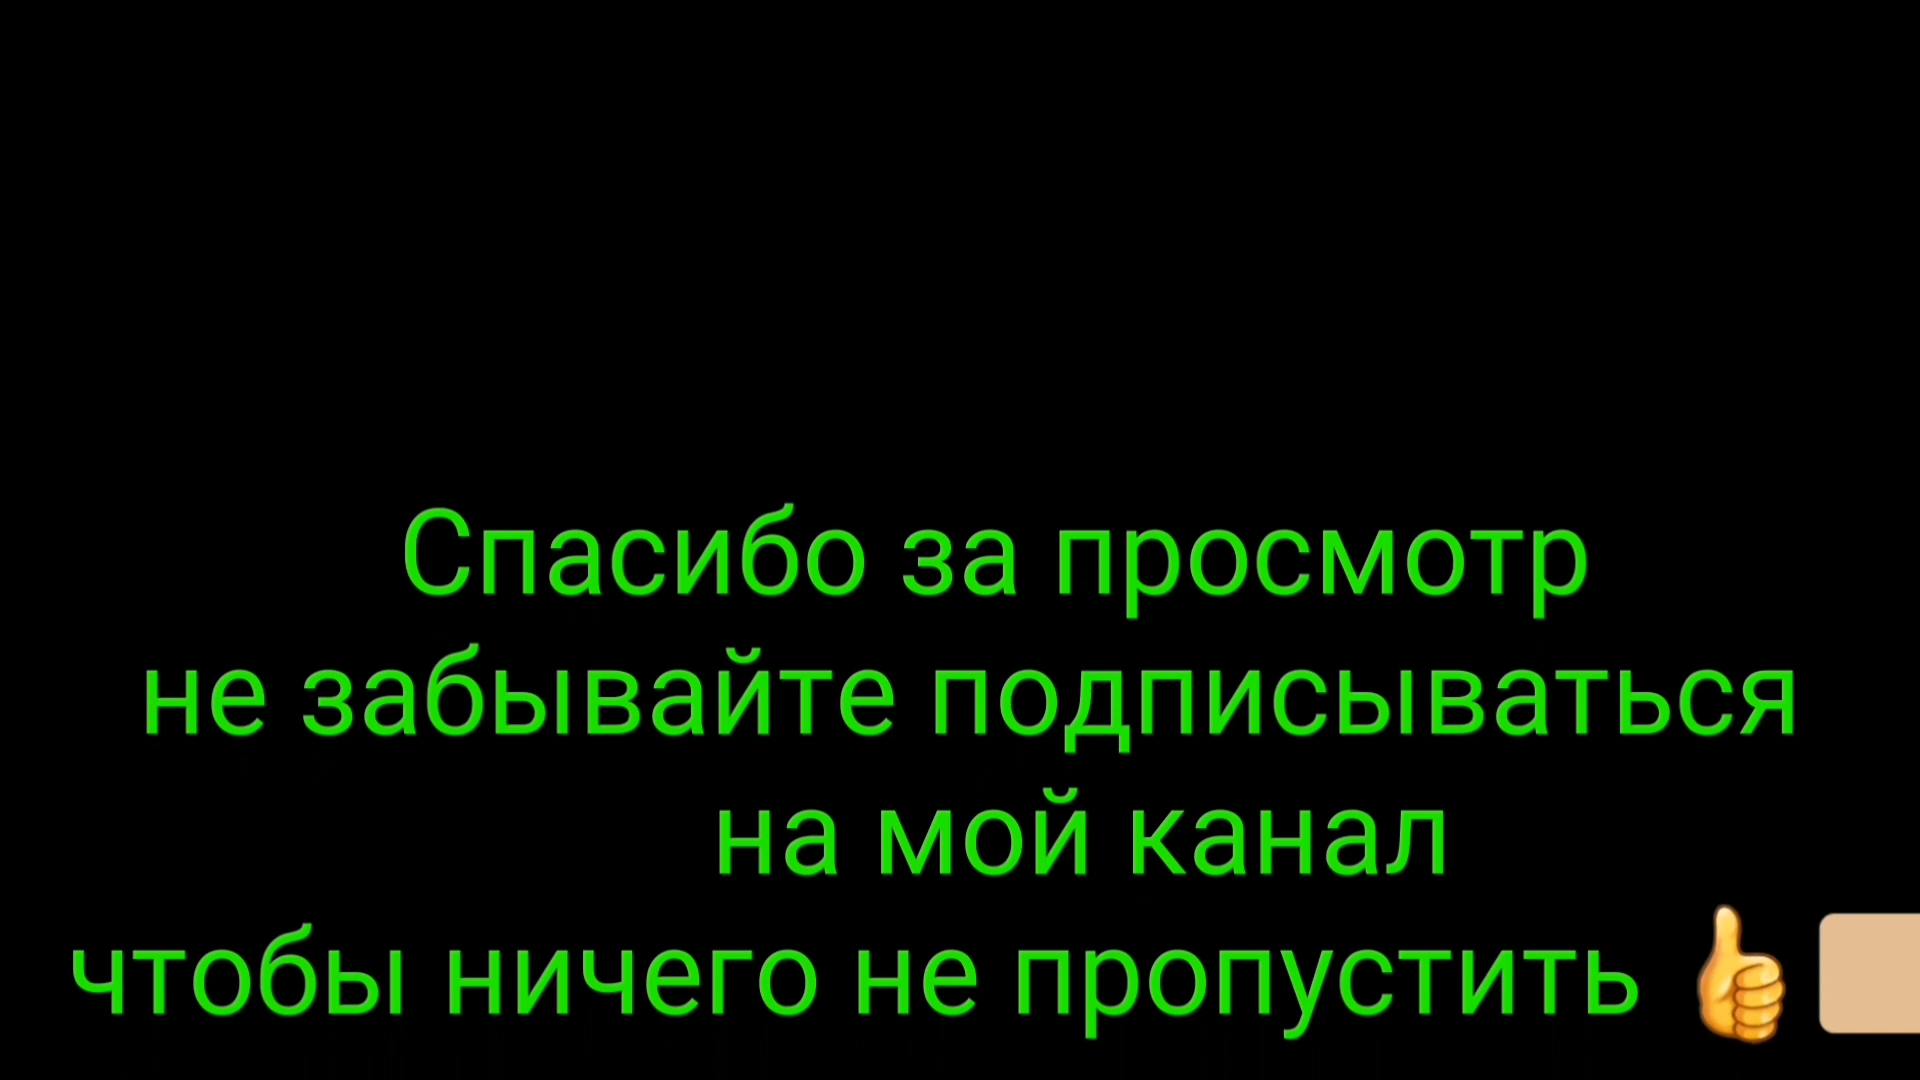 Спасибо за просмотр
не забывайте подписываться
на мой канал
чтобы ничего не пропустить 👍